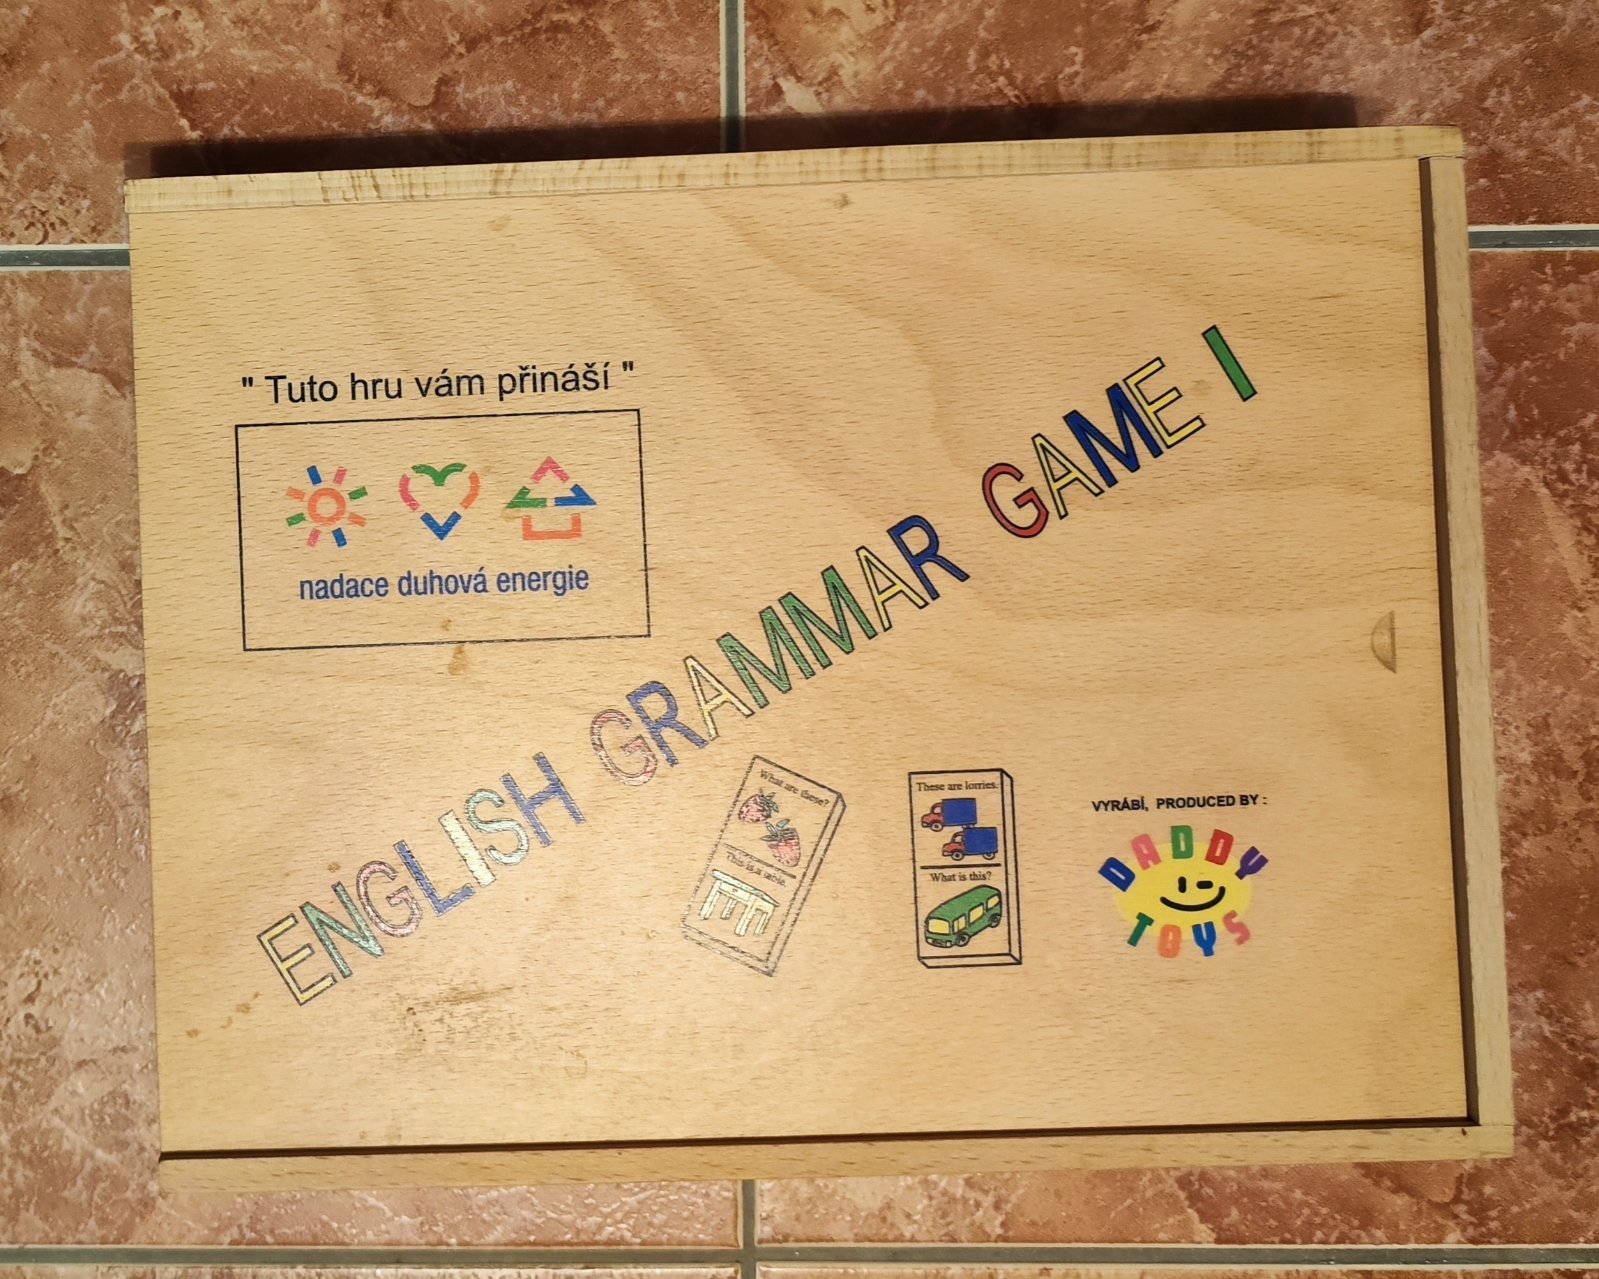 " Tuto hru vám přináší "
nadace duhová energie
ENGLISH GRAMMAR GAME I
What are these?
This is a table.
These are lorries.
What is this?
VYRÁBÍ, PRODUCED BY :
DADDY
TOYS